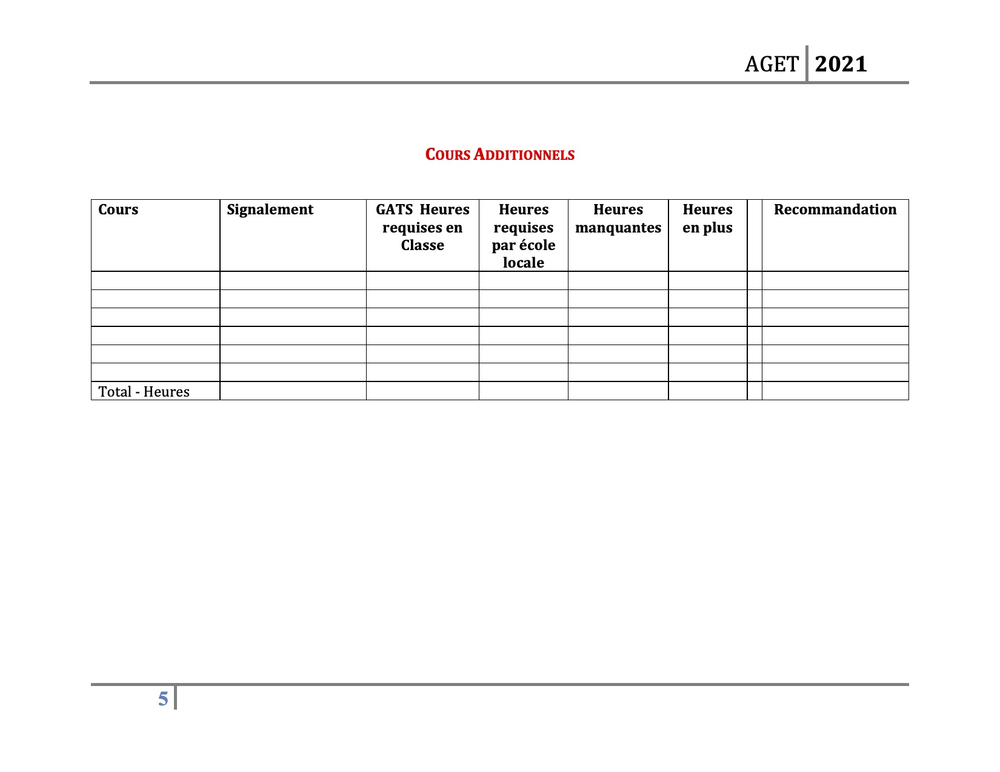 AGET 2021
COURS ADDITIONNELS
Cours Signalement GATS Heures requises en Classe Heures requises par école locale Heures manquantes Heures en plus Recommandation
Total - Heures
5